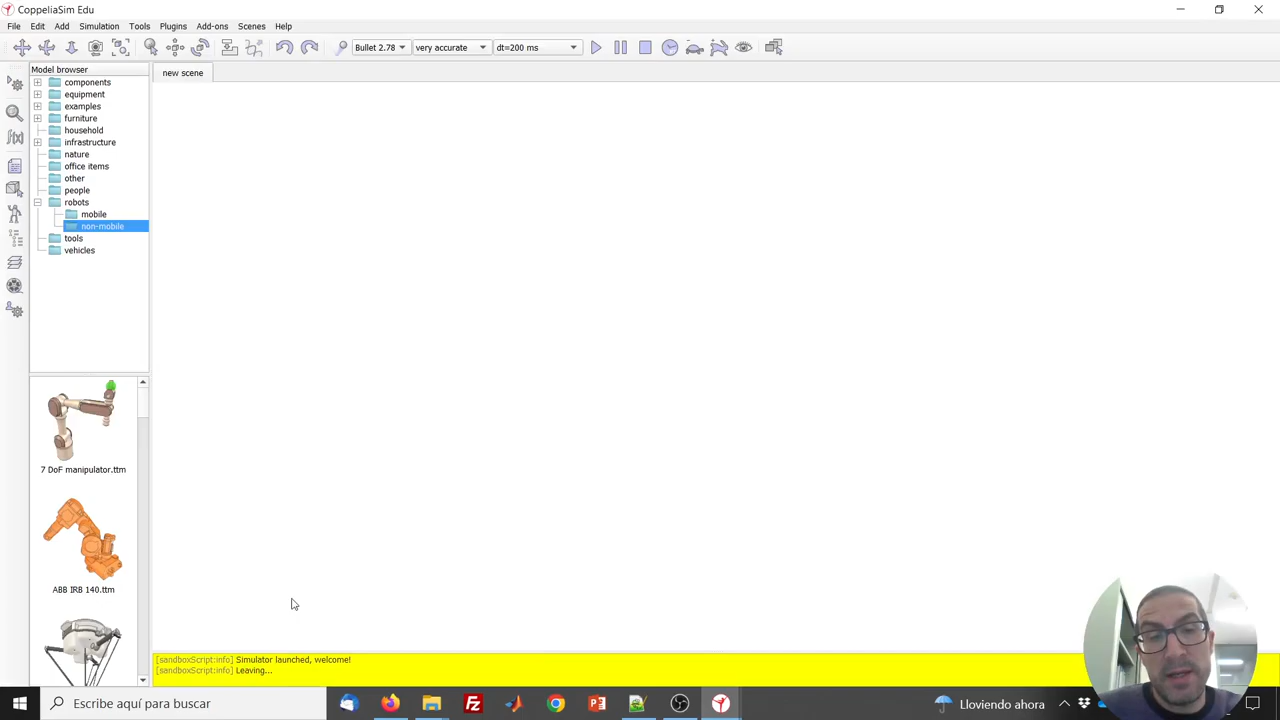 CoppeliaSim Edu
File Edit Add Simulation Tools Plugins Add-ons Scenes Help
Bullet 2.78 very accurate dt=200 ms
Model browser
new scene
components
equipment
examples
furniture
household
infrastructure
nature
office items
other
people
robots
mobile
non-mobile
tools
vehicles
7 DoF manipulator.ttm
ABB IRB 140.ttm
[sandboxScript:info] Simulator launched, welcome!
[sandboxScript:info] Leaving...
Escribe aquí para buscar
Lloviendo ahora